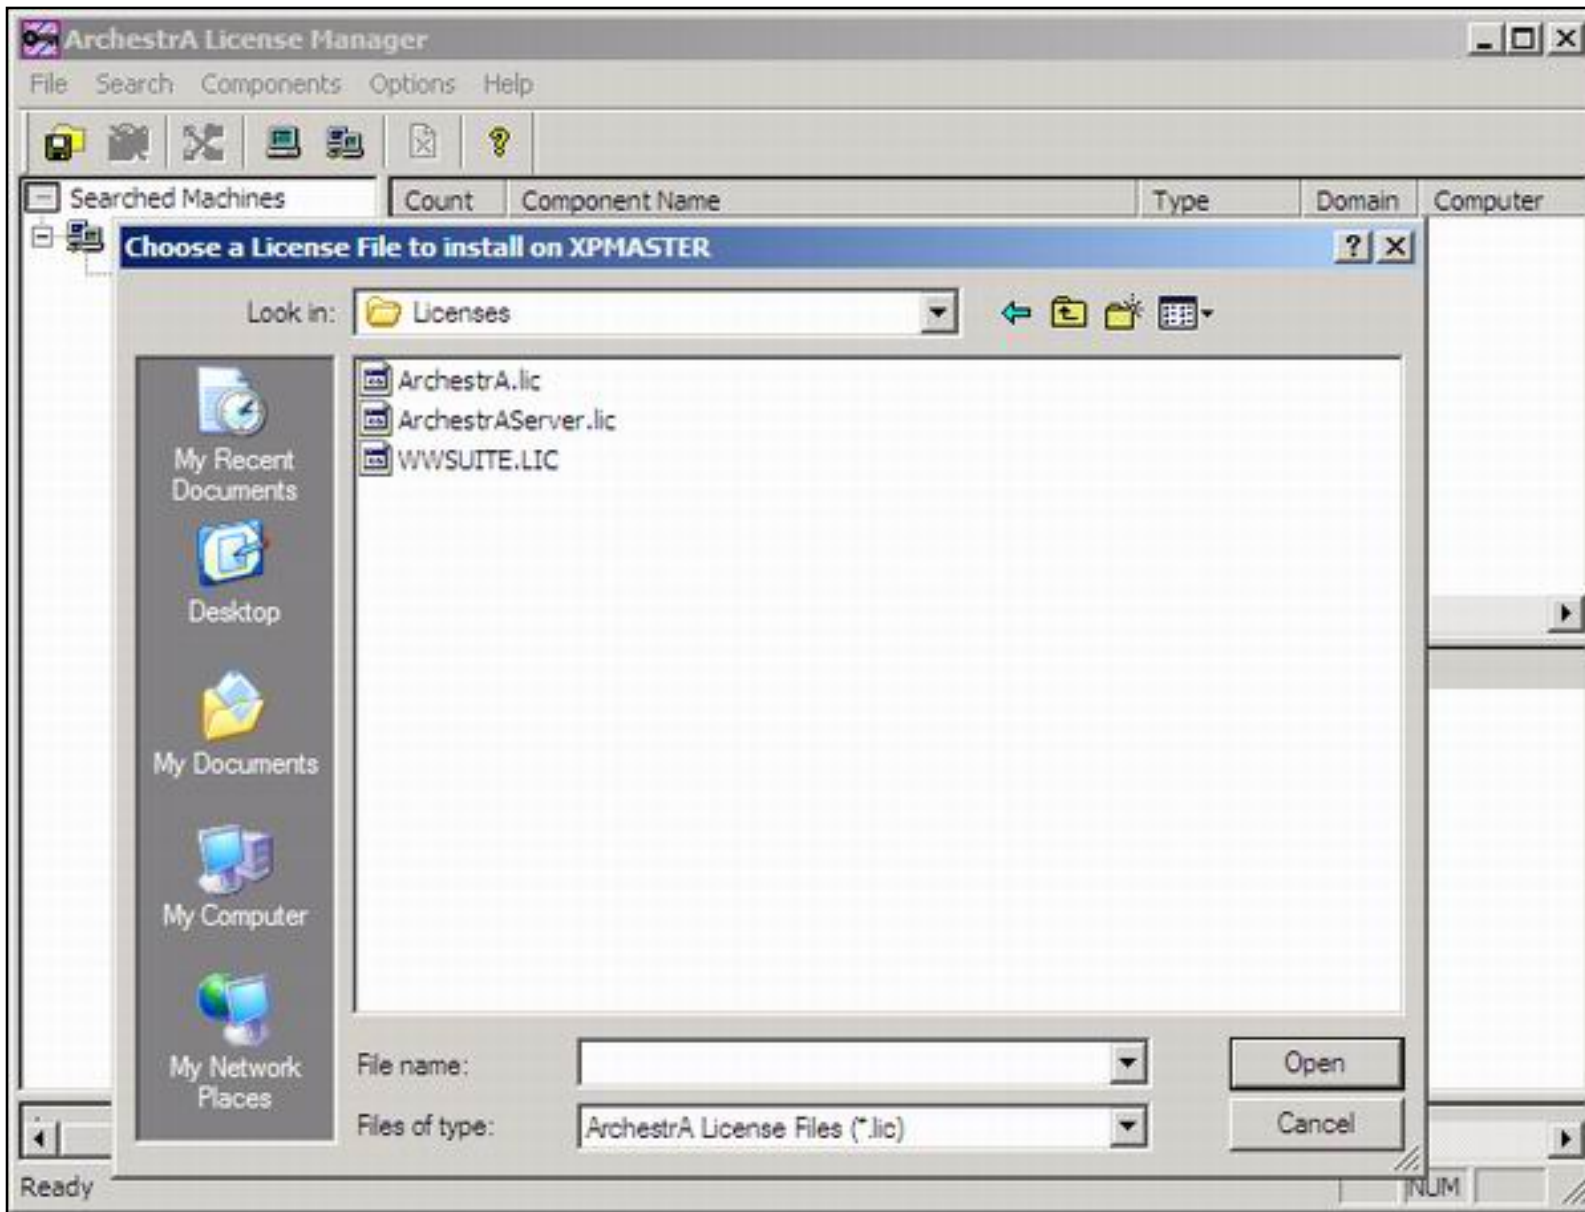 ArchestrA License Manager
File Search Components Options Help
Searched Machines Count Component Name Type Domain Computer
Choose a License File to install on XPMASTER
Look in: Licenses
ArchestrA.lic
ArchestrAServer.lic
WWSUITE.LIC
My Recent
Documents
Desktop
My Documents
My Computer
My Network
Places
File name:
Open
Files of type: ArchestrA License Files (*.lic)
Cancel
Ready
NUM